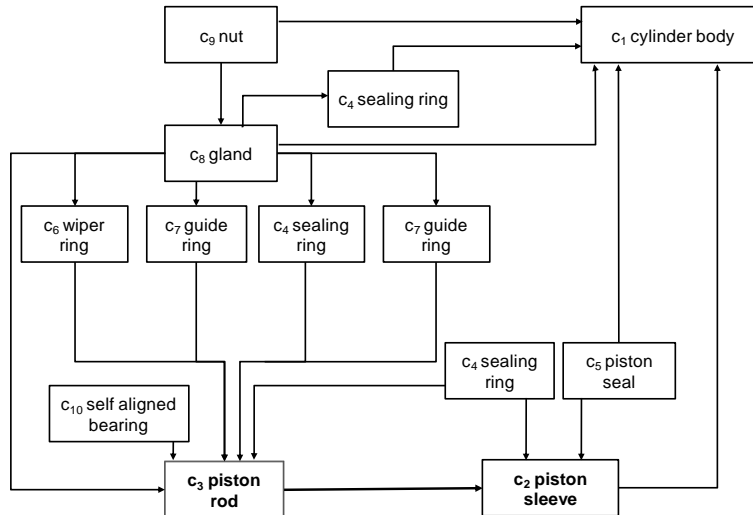 c₉ nut
c₁ cylinder body
c₄ sealing ring
c₈ gland
c₆ wiper
ring
c₇ guide
ring
c₄ sealing
ring
c₇ guide
ring
c₄ sealing
ring
c₅ piston
seal
c₁₀ self aligned
bearing
c₃ piston
rod
c₂ piston
sleeve